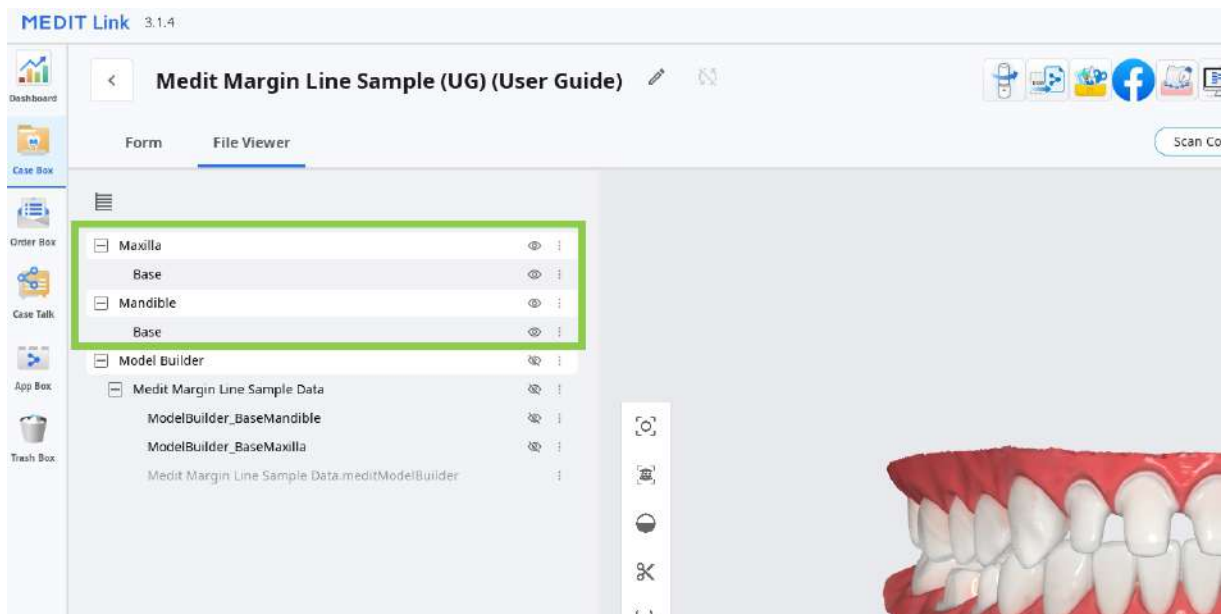 MEDIT Link 3.1.4
Dashboard
Case Box
Order Box
Case Talk
App Box
Trash Box
Medit Margin Line Sample (UG) (User Guide)
Form File Viewer
Scan Co
Maxilla
Base
Mandible
Base
Model Builder
Medit Margin Line Sample Data
ModelBuilder_BaseMandible
ModelBuilder_BaseMaxilla
Medit Margin Line Sample Data.meditModelBuilder